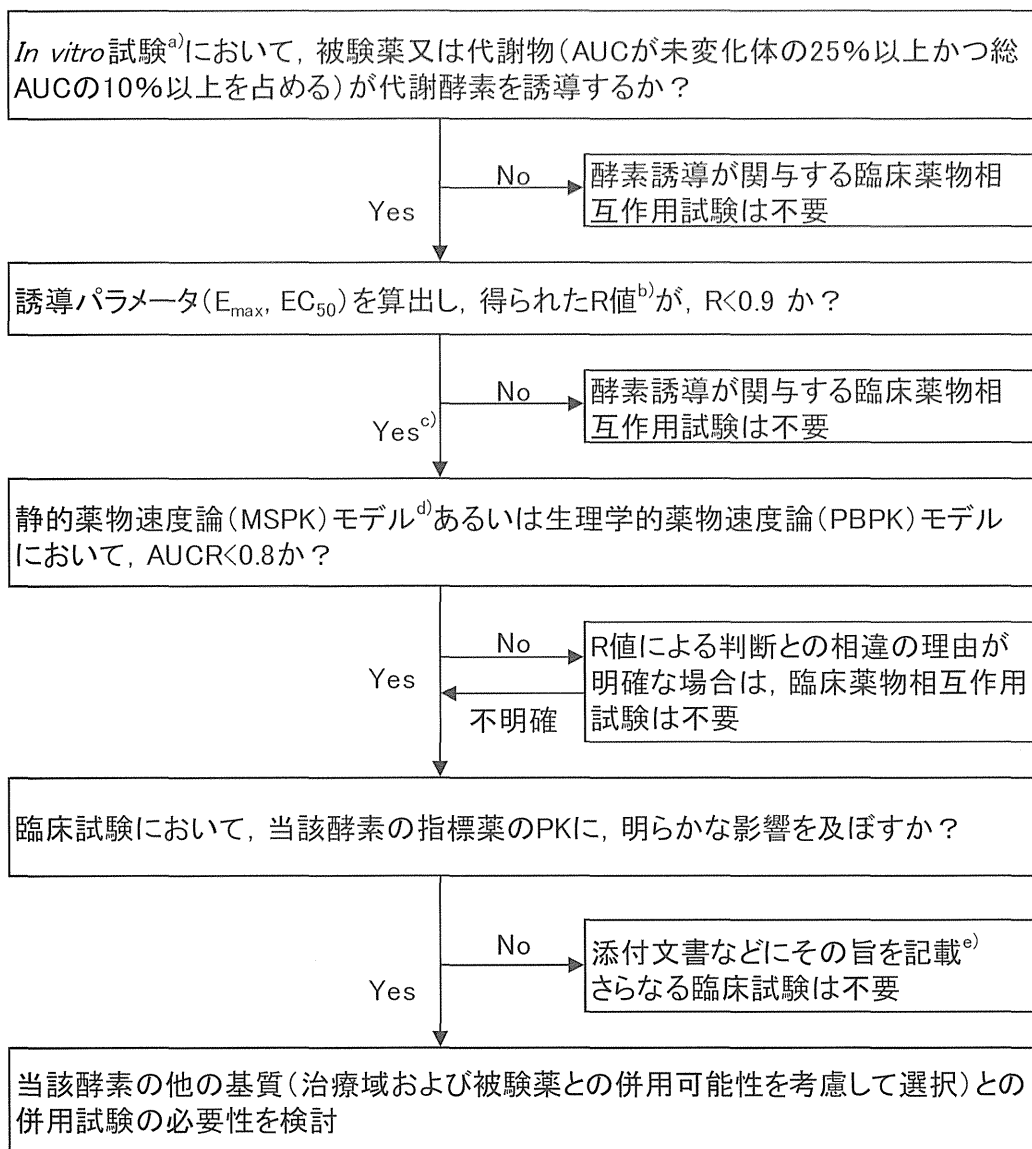 In vitro試験a)において，被験薬又は代謝物（AUCが未変化体の25%以上かつ総
AUCの10%以上を占める）が代謝酵素を誘導するか？
No
酵素誘導が関与する臨床薬物相
互作用試験は不要
Yes
誘導パラメータ（Emax, EC50）を算出し，得られたR値b)が，R<0.9 か？
No
酵素誘導が関与する臨床薬物相
互作用試験は不要
Yesc)
静的薬物速度論（MSPK）モデルd)あるいは生理学的薬物速度論（PBPK）モデル
において，AUCR<0.8か？
No
R値による判断との相違の理由が
明確な場合は，臨床薬物相互作用
試験は不要
Yes
不明確
臨床試験において，当該酵素の指標薬のPKに，明らかな影響を及ぼすか？
No
添付文書などにその旨を記載e)
さらなる臨床試験は不要
Yes
当該酵素の他の基質（治療域および被験薬との併用可能性を考慮して選択）との
併用試験の必要性を検討